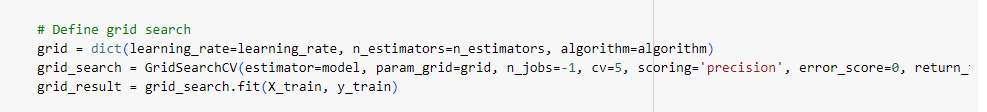 # Define grid search
grid = dict(learning_rate=learning_rate, n_estimators=n_estimators, algorithm=algorithm)
grid_search = GridSearchCV(estimator=model, param_grid=grid, n_jobs=-1, cv=5, scoring='precision', error_score=0, return_
grid_result = grid_search.fit(X_train, y_train)